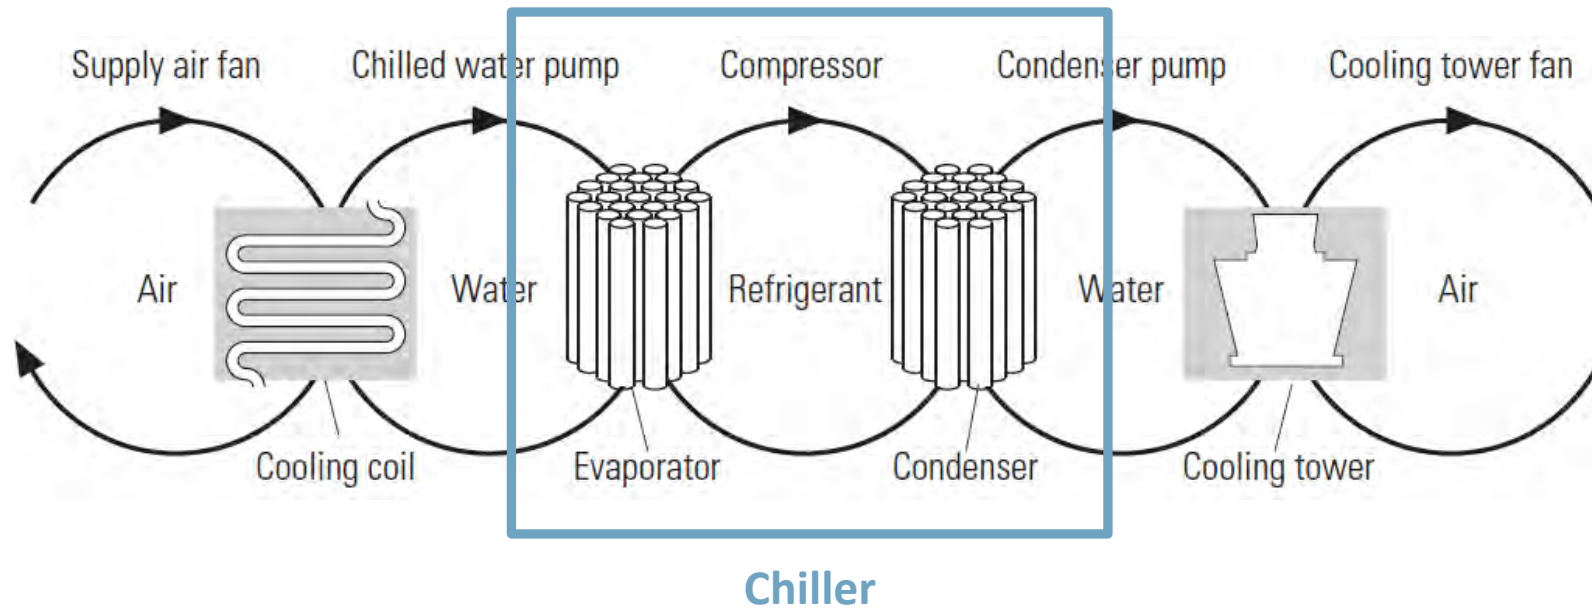 Supply air fan
Chilled water pump
Compressor
Condenser pump
Cooling tower fan
Air
Water
Refrigerant
Water
Air
Cooling coil
Evaporator
Condenser
Cooling tower
Chiller